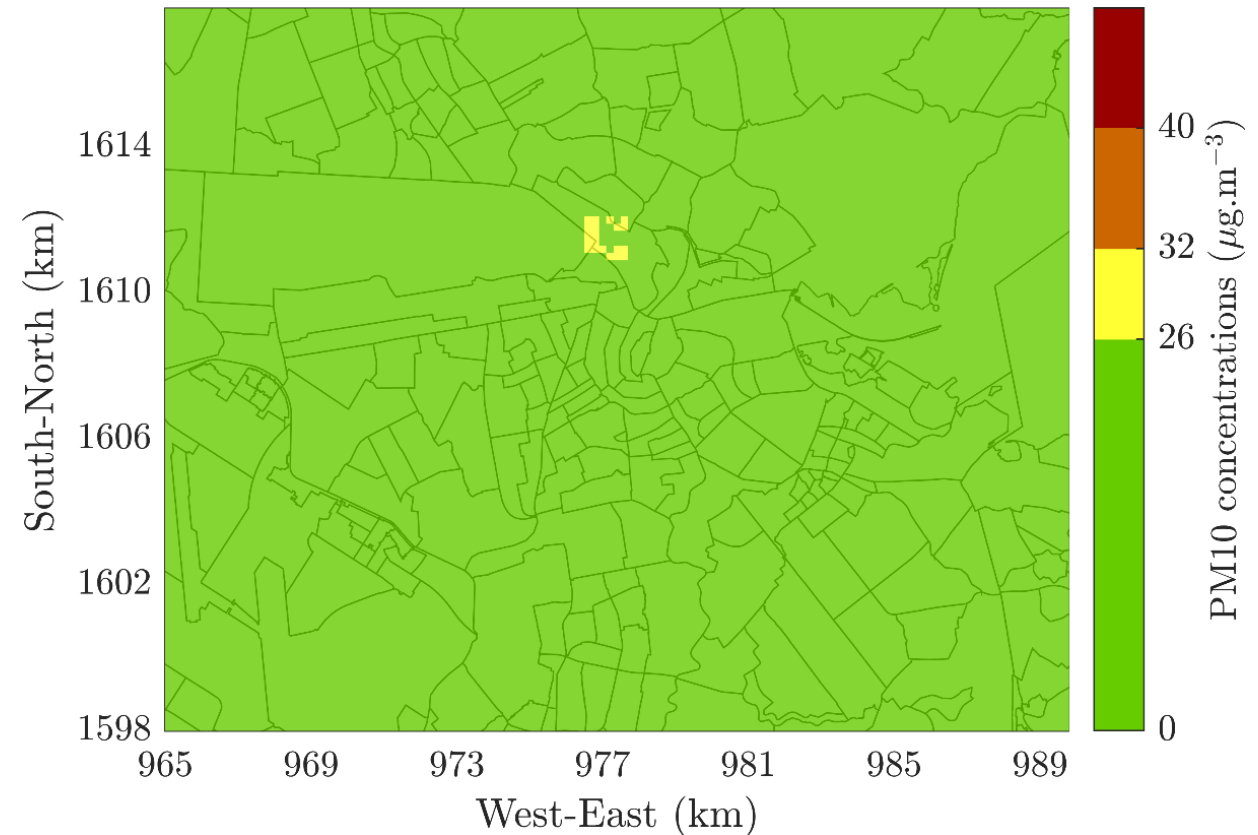 1614
1610
1606
1602
1598
South-North (km)
965 969 973 977 981 985 989
West-East (km)
40
32
26
0
PM10 concentrations (μg.m⁻³)